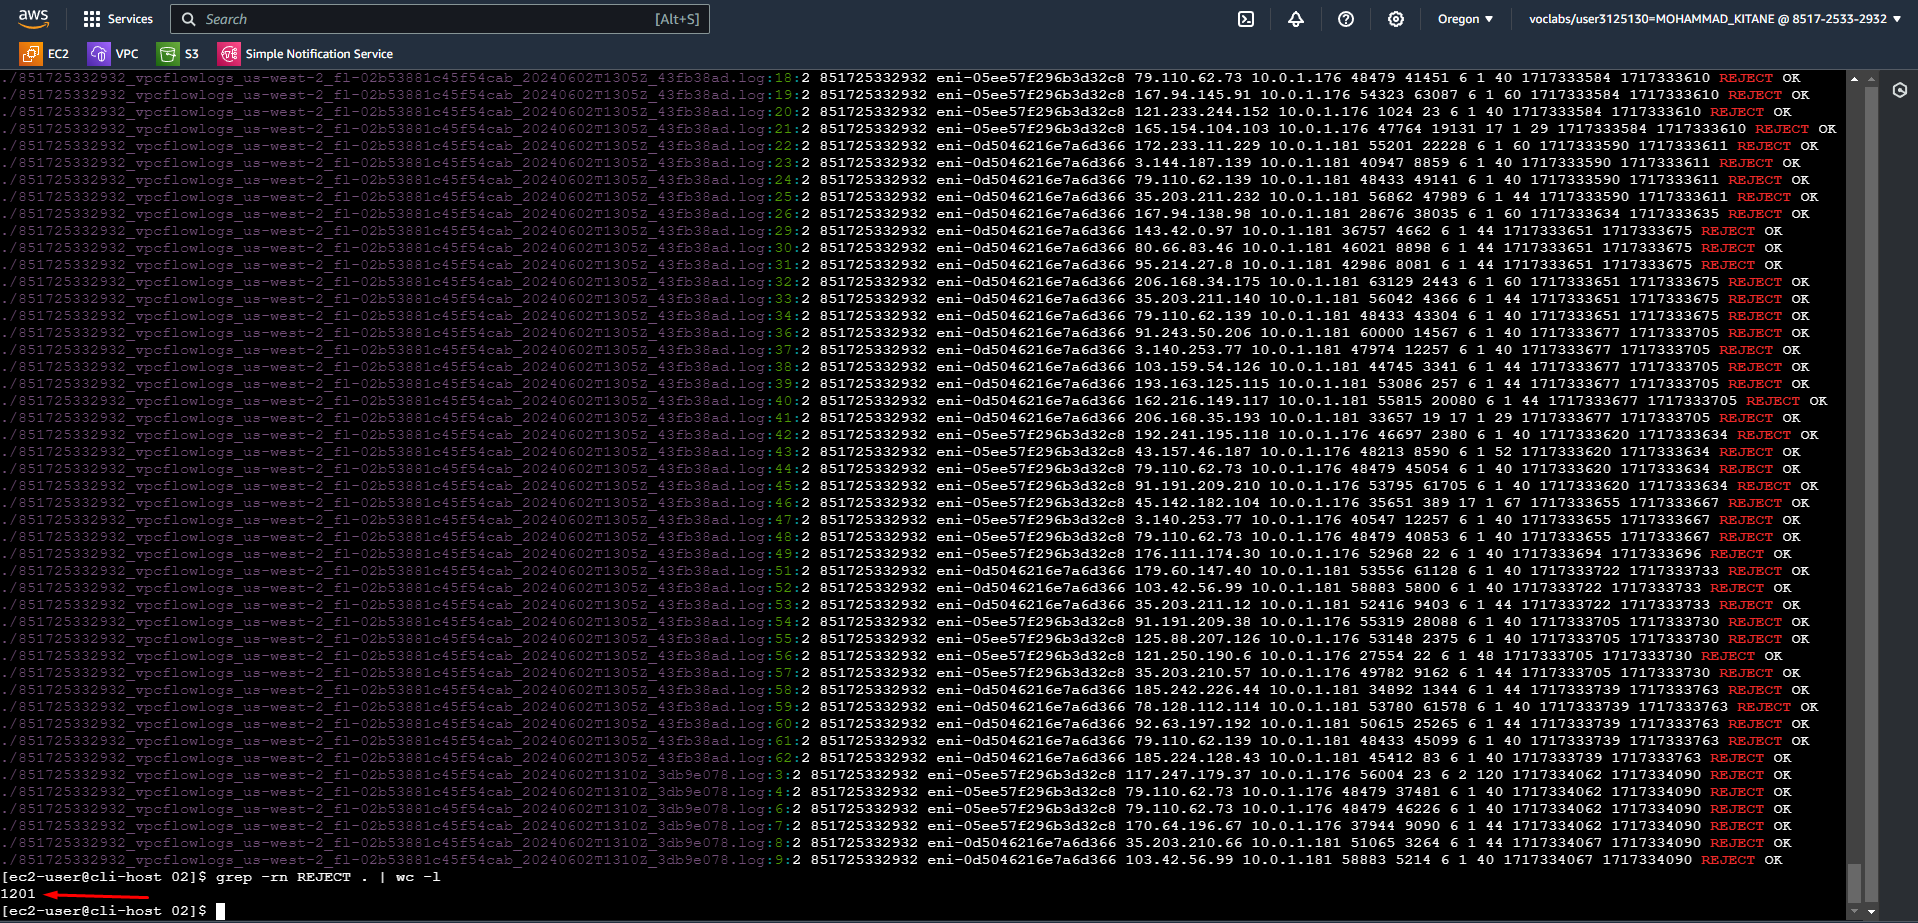 aws Services Search [Alt+S] Oregon ▼ voclabs/user3125130=MOHAMMAD_KITANE @ 8517-2533-2932 ▼
EC2 VPC S3 Simple Notification Service
./851725332932_vpcflowlogs_us-west-2_fl-02b53881c45f54cab_20240602T1305Z_43fb38ad.log:18:2 851725332932 eni-05ee57f296b3d32c8 79.110.62.73 10.0.1.176 48479 41451 6 1 40 1717333584 1717333610 REJECT OK
./851725332932_vpcflowlogs_us-west-2_fl-02b53881c45f54cab_20240602T1305Z_43fb38ad.log:19:2 851725332932 eni-05ee57f296b3d32c8 167.94.145.91 10.0.1.176 54323 63087 6 1 60 1717333584 1717333610 REJECT OK
./851725332932_vpcflowlogs_us-west-2_fl-02b53881c45f54cab_20240602T1305Z_43fb38ad.log:20:2 851725332932 eni-05ee57f296b3d32c8 121.233.244.152 10.0.1.176 1024 23 6 1 40 1717333584 1717333610 REJECT OK
./851725332932_vpcflowlogs_us-west-2_fl-02b53881c45f54cab_20240602T1305Z_43fb38ad.log:21:2 851725332932 eni-05ee57f296b3d32c8 165.154.104.103 10.0.1.176 47764 19131 17 1 29 1717333584 1717333610 REJECT OK
./851725332932_vpcflowlogs_us-west-2_fl-02b53881c45f54cab_20240602T1305Z_43fb38ad.log:22:2 851725332932 eni-0d5046216e7a6d366 172.233.11.229 10.0.1.181 55201 22228 6 1 60 1717333590 1717333611 REJECT OK
./851725332932_vpcflowlogs_us-west-2_fl-02b53881c45f54cab_20240602T1305Z_43fb38ad.log:23:2 851725332932 eni-0d5046216e7a6d366 3.144.187.139 10.0.1.181 40947 8859 6 1 40 1717333590 1717333611 REJECT OK
./851725332932_vpcflowlogs_us-west-2_fl-02b53881c45f54cab_20240602T1305Z_43fb38ad.log:24:2 851725332932 eni-0d5046216e7a6d366 79.110.62.139 10.0.1.181 48433 49141 6 1 40 1717333590 1717333611 REJECT OK
./851725332932_vpcflowlogs_us-west-2_fl-02b53881c45f54cab_20240602T1305Z_43fb38ad.log:25:2 851725332932 eni-0d5046216e7a6d366 35.203.211.232 10.0.1.181 56862 47989 6 1 44 1717333590 1717333611 REJECT OK
./851725332932_vpcflowlogs_us-west-2_fl-02b53881c45f54cab_20240602T1305Z_43fb38ad.log:26:2 851725332932 eni-0d5046216e7a6d366 167.94.138.98 10.0.1.181 28676 38035 6 1 60 1717333634 1717333635 REJECT OK
./851725332932_vpcflowlogs_us-west-2_fl-02b53881c45f54cab_20240602T1305Z_43fb38ad.log:29:2 851725332932 eni-0d5046216e7a6d366 143.42.0.97 10.0.1.181 36757 4662 6 1 44 1717333651 1717333675 REJECT OK
./851725332932_vpcflowlogs_us-west-2_fl-02b53881c45f54cab_20240602T1305Z_43fb38ad.log:30:2 851725332932 eni-0d5046216e7a6d366 80.66.83.46 10.0.1.181 46021 8898 6 1 40 1717333651 1717333675 REJECT OK
./851725332932_vpcflowlogs_us-west-2_fl-02b53881c45f54cab_20240602T1305Z_43fb38ad.log:31:2 851725332932 eni-0d5046216e7a6d366 95.214.27.8 10.0.1.181 42986 8081 6 1 44 1717333651 1717333675 REJECT OK
./851725332932_vpcflowlogs_us-west-2_fl-02b53881c45f54cab_20240602T1305Z_43fb38ad.log:32:2 851725332932 eni-0d5046216e7a6d366 206.168.34.175 10.0.1.181 63129 2443 6 1 60 1717333651 1717333675 REJECT OK
./851725332932_vpcflowlogs_us-west-2_fl-02b53881c45f54cab_20240602T1305Z_43fb38ad.log:33:2 851725332932 eni-0d5046216e7a6d366 35.203.211.140 10.0.1.181 56042 4366 6 1 44 1717333651 1717333675 REJECT OK
./851725332932_vpcflowlogs_us-west-2_fl-02b53881c45f54cab_20240602T1305Z_43fb38ad.log:34:2 851725332932 eni-0d5046216e7a6d366 79.110.62.139 10.0.1.181 48433 43304 6 1 40 1717333651 1717333675 REJECT OK
./851725332932_vpcflowlogs_us-west-2_fl-02b53881c45f54cab_20240602T1305Z_43fb38ad.log:36:2 851725332932 eni-0d5046216e7a6d366 91.243.50.206 10.0.1.181 60000 14567 6 1 40 1717333677 1717333705 REJECT OK
./851725332932_vpcflowlogs_us-west-2_fl-02b53881c45f54cab_20240602T1305Z_43fb38ad.log:37:2 851725332932 eni-0d5046216e7a6d366 3.140.253.77 10.0.1.181 47974 12257 6 1 40 1717333677 1717333705 REJECT OK
./851725332932_vpcflowlogs_us-west-2_fl-02b53881c45f54cab_20240602T1305Z_43fb38ad.log:38:2 851725332932 eni-0d5046216e7a6d366 103.159.54.126 10.0.1.181 44745 3341 6 1 44 1717333677 1717333705 REJECT OK
./851725332932_vpcflowlogs_us-west-2_fl-02b53881c45f54cab_20240602T1305Z_43fb38ad.log:39:2 851725332932 eni-0d5046216e7a6d366 193.163.125.115 10.0.1.181 53086 257 6 1 44 1717333677 1717333705 REJECT OK
./851725332932_vpcflowlogs_us-west-2_fl-02b53881c45f54cab_20240602T1305Z_43fb38ad.log:40:2 851725332932 eni-0d5046216e7a6d366 162.216.149.117 10.0.1.181 55815 20080 6 1 44 1717333677 1717333705 REJECT OK
./851725332932_vpcflowlogs_us-west-2_fl-02b53881c45f54cab_20240602T1305Z_43fb38ad.log:41:2 851725332932 eni-0d5046216e7a6d366 206.168.35.193 10.0.1.181 33657 19 17 1 29 1717333677 1717333705 REJECT OK
./851725332932_vpcflowlogs_us-west-2_fl-02b53881c45f54cab_20240602T1305Z_43fb38ad.log:42:2 851725332932 eni-05ee57f296b3d32c8 192.241.195.118 10.0.1.176 46697 2380 6 1 40 1717333620 1717333634 REJECT OK
./851725332932_vpcflowlogs_us-west-2_fl-02b53881c45f54cab_20240602T1305Z_43fb38ad.log:43:2 851725332932 eni-05ee57f296b3d32c8 43.157.46.187 10.0.1.176 48213 8590 6 1 52 1717333620 1717333634 REJECT OK
./851725332932_vpcflowlogs_us-west-2_fl-02b53881c45f54cab_20240602T1305Z_43fb38ad.log:44:2 851725332932 eni-05ee57f296b3d32c8 79.110.62.73 10.0.1.176 48479 45054 6 1 40 1717333620 1717333634 REJECT OK
./851725332932_vpcflowlogs_us-west-2_fl-02b53881c45f54cab_20240602T1305Z_43fb38ad.log:45:2 851725332932 eni-05ee57f296b3d32c8 91.191.209.210 10.0.1.176 53795 61705 6 1 40 1717333620 1717333634 REJECT OK
./851725332932_vpcflowlogs_us-west-2_fl-02b53881c45f54cab_20240602T1305Z_43fb38ad.log:46:2 851725332932 eni-05ee57f296b3d32c8 45.142.182.104 10.0.1.176 35651 389 17 1 67 1717333655 1717333667 REJECT OK
./851725332932_vpcflowlogs_us-west-2_fl-02b53881c45f54cab_20240602T1305Z_43fb38ad.log:47:2 851725332932 eni-05ee57f296b3d32c8 3.140.253.77 10.0.1.176 40547 12257 6 1 40 1717333655 1717333667 REJECT OK
./851725332932_vpcflowlogs_us-west-2_fl-02b53881c45f54cab_20240602T1305Z_43fb38ad.log:48:2 851725332932 eni-05ee57f296b3d32c8 79.110.62.73 10.0.1.176 48479 40853 6 1 40 1717333655 1717333667 REJECT OK
./851725332932_vpcflowlogs_us-west-2_fl-02b53881c45f54cab_20240602T1305Z_43fb38ad.log:49:2 851725332932 eni-05ee57f296b3d32c8 176.111.174.30 10.0.1.176 52968 22 6 1 40 1717333694 1717333696 REJECT OK
./851725332932_vpcflowlogs_us-west-2_fl-02b53881c45f54cab_20240602T1305Z_43fb38ad.log:51:2 851725332932 eni-0d5046216e7a6d366 179.60.147.40 10.0.1.181 53556 61128 6 1 40 1717333722 1717333733 REJECT OK
./851725332932_vpcflowlogs_us-west-2_fl-02b53881c45f54cab_20240602T1305Z_43fb38ad.log:52:2 851725332932 eni-0d5046216e7a6d366 103.42.56.99 10.0.1.181 58883 5800 6 1 40 1717333722 1717333733 REJECT OK
./851725332932_vpcflowlogs_us-west-2_fl-02b53881c45f54cab_20240602T1305Z_43fb38ad.log:53:2 851725332932 eni-0d5046216e7a6d366 35.203.211.12 10.0.1.181 52416 9403 6 1 44 1717333722 1717333733 REJECT OK
./851725332932_vpcflowlogs_us-west-2_fl-02b53881c45f54cab_20240602T1305Z_43fb38ad.log:54:2 851725332932 eni-05ee57f296b3d32c8 91.191.209.38 10.0.1.176 55319 28088 6 1 40 1717333705 1717333730 REJECT OK
./851725332932_vpcflowlogs_us-west-2_fl-02b53881c45f54cab_20240602T1305Z_43fb38ad.log:55:2 851725332932 eni-05ee57f296b3d32c8 125.88.207.126 10.0.1.176 53148 2375 6 1 40 1717333705 1717333730 REJECT OK
./851725332932_vpcflowlogs_us-west-2_fl-02b53881c45f54cab_20240602T1305Z_43fb38ad.log:56:2 851725332932 eni-05ee57f296b3d32c8 121.250.190.6 10.0.1.176 27554 22 6 1 48 1717333705 1717333730 REJECT OK
./851725332932_vpcflowlogs_us-west-2_fl-02b53881c45f54cab_20240602T1305Z_43fb38ad.log:57:2 851725332932 eni-05ee57f296b3d32c8 35.203.210.57 10.0.1.176 49782 9162 6 1 44 1717333705 1717333730 REJECT OK
./851725332932_vpcflowlogs_us-west-2_fl-02b53881c45f54cab_20240602T1305Z_43fb38ad.log:58:2 851725332932 eni-0d5046216e7a6d366 185.242.226.44 10.0.1.181 34892 1344 6 1 44 1717333739 1717333763 REJECT OK
./851725332932_vpcflowlogs_us-west-2_fl-02b53881c45f54cab_20240602T1305Z_43fb38ad.log:59:2 851725332932 eni-0d5046216e7a6d366 78.128.112.114 10.0.1.181 53780 61578 6 1 40 1717333739 1717333763 REJECT OK
./851725332932_vpcflowlogs_us-west-2_fl-02b53881c45f54cab_20240602T1305Z_43fb38ad.log:60:2 851725332932 eni-0d5046216e7a6d366 92.63.197.192 10.0.1.181 50615 25265 6 1 44 1717333739 1717333763 REJECT OK
./851725332932_vpcflowlogs_us-west-2_fl-02b53881c45f54cab_20240602T1305Z_43fb38ad.log:61:2 851725332932 eni-0d5046216e7a6d366 79.110.62.139 10.0.1.181 48433 45099 6 1 40 1717333739 1717333763 REJECT OK
./851725332932_vpcflowlogs_us-west-2_fl-02b53881c45f54cab_20240602T1305Z_43fb38ad.log:62:2 851725332932 eni-0d5046216e7a6d366 185.224.128.43 10.0.1.181 45412 83 6 1 40 1717333739 1717333763 REJECT OK
./851725332932_vpcflowlogs_us-west-2_fl-02b53881c45f54cab_20240602T1310Z_3db9e078.log:3:2 851725332932 eni-05ee57f296b3d32c8 117.247.179.37 10.0.1.176 56004 23 6 2 120 1717334062 1717334090 REJECT OK
./851725332932_vpcflowlogs_us-west-2_fl-02b53881c45f54cab_20240602T1310Z_3db9e078.log:4:2 851725332932 eni-05ee57f296b3d32c8 79.110.62.73 10.0.1.176 48479 37481 6 1 40 1717334062 1717334090 REJECT OK
./851725332932_vpcflowlogs_us-west-2_fl-02b53881c45f54cab_20240602T1310Z_3db9e078.log:6:2 851725332932 eni-05ee57f296b3d32c8 79.110.62.73 10.0.1.176 48479 46226 6 1 40 1717334062 1717334090 REJECT OK
./851725332932_vpcflowlogs_us-west-2_fl-02b53881c45f54cab_20240602T1310Z_3db9e078.log:7:2 851725332932 eni-05ee57f296b3d32c8 170.64.196.67 10.0.1.176 37944 9090 6 1 44 1717334062 1717334090 REJECT OK
./851725332932_vpcflowlogs_us-west-2_fl-02b53881c45f54cab_20240602T1310Z_3db9e078.log:8:2 851725332932 eni-0d5046216e7a6d366 35.203.210.66 10.0.1.181 51065 3264 6 1 44 1717334067 1717334090 REJECT OK
./851725332932_vpcflowlogs_us-west-2_fl-02b53881c45f54cab_20240602T1310Z_3db9e078.log:9:2 851725332932 eni-0d5046216e7a6d366 103.42.56.99 10.0.1.181 58883 5214 6 1 40 1717334067 1717334090 REJECT OK
[ec2-user@cli-host 02]$ grep -rn REJECT . | wc -l
1201
[ec2-user@cli-host 02]$